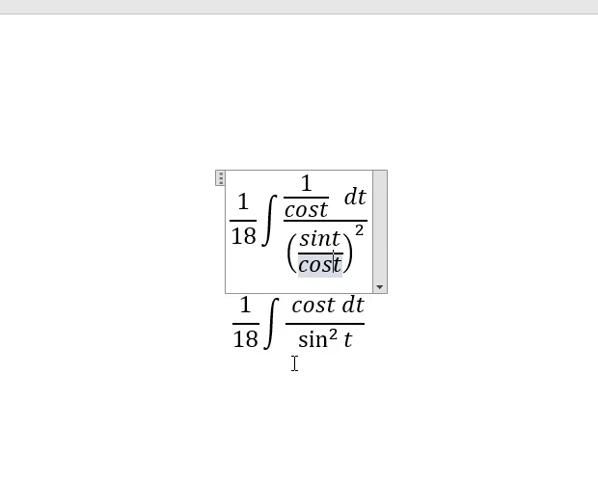 1/18 ∫ (1/cost dt)/(sint/cost)²
1/18 ∫ (cost dt)/(sin² t)